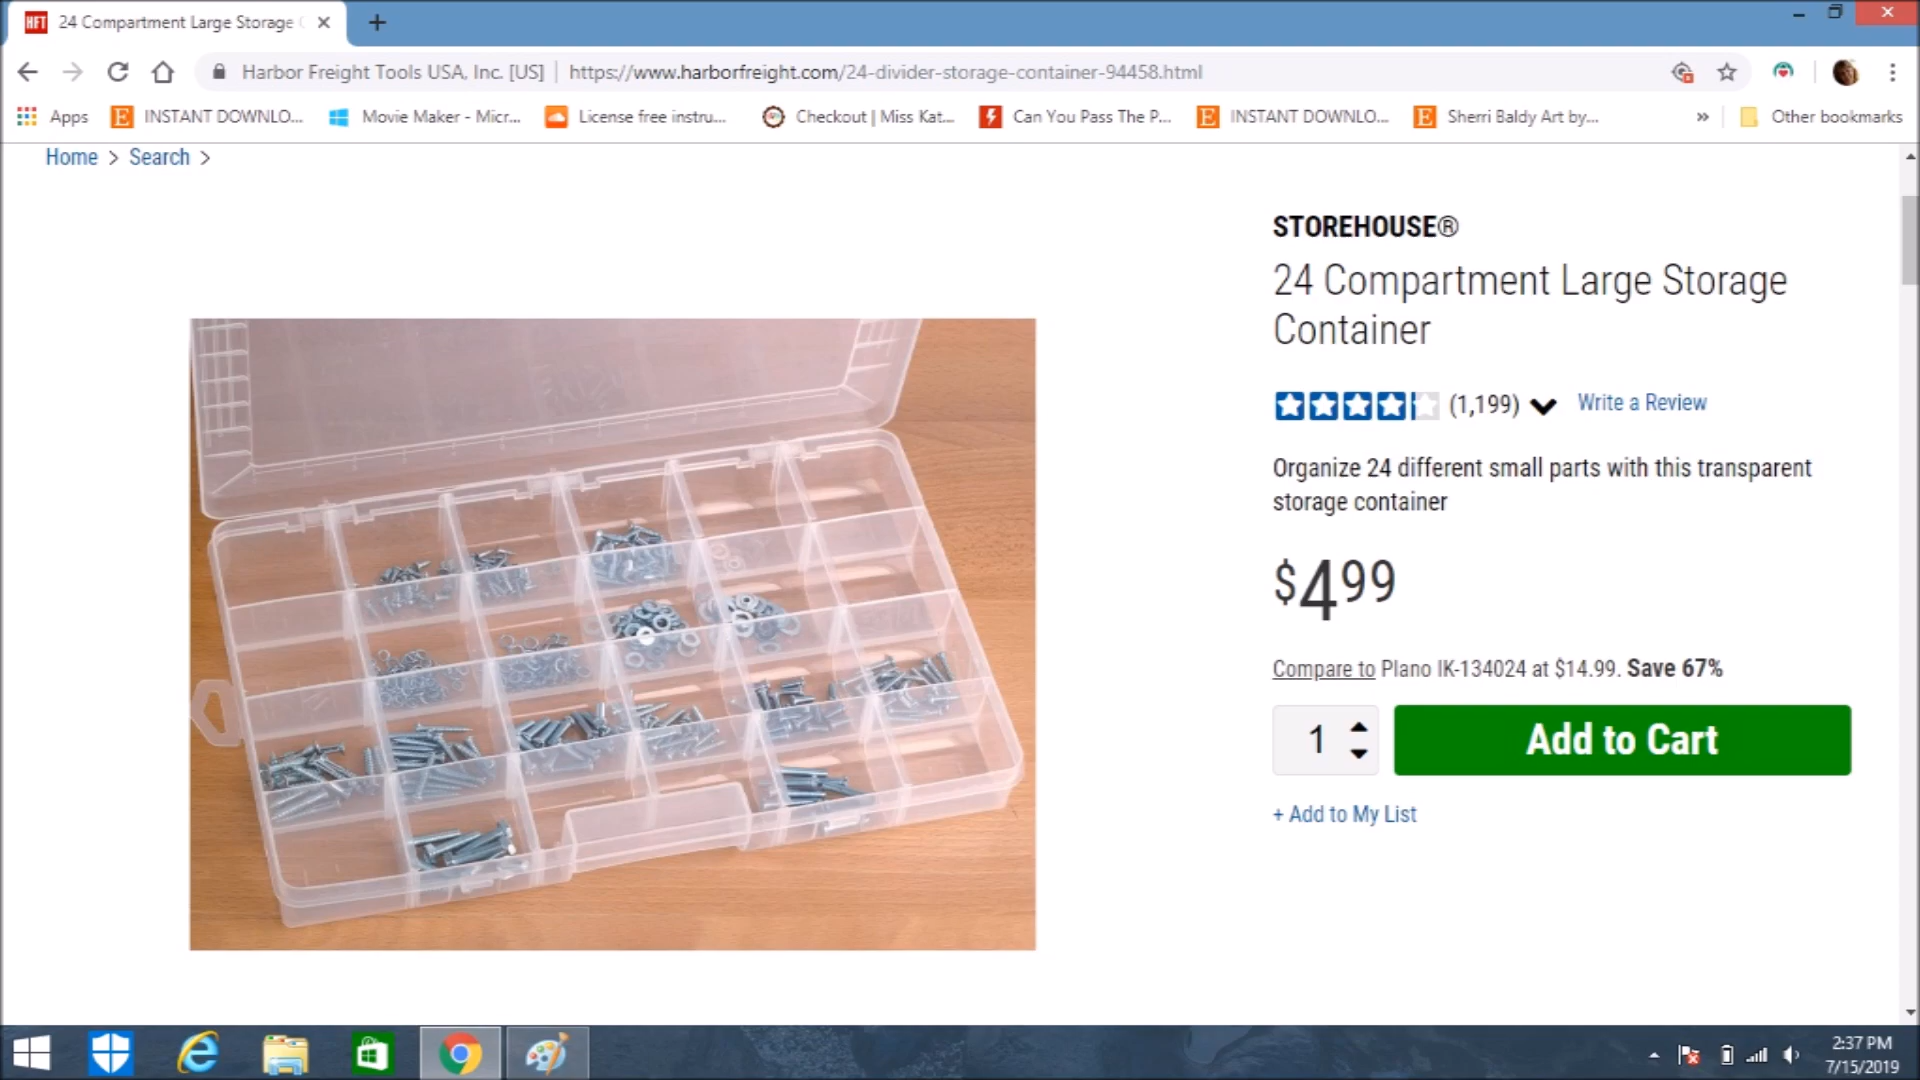 HFT 24 Compartment Large Storage
Harbor Freight Tools USA, Inc. [US] https://www.harborfreight.com/24-divider-storage-container-94458.html
Apps INSTANT DOWNLO... Movie Maker - Micr... License free instru... Checkout | Miss Kat... Can You Pass The P... INSTANT DOWNLO... Sherri Baldy Art by... » Other bookmarks
Home > Search >
STOREHOUSE®
24 Compartment Large Storage
Container
(1,199) Write a Review
Organize 24 different small parts with this transparent
storage container
$4 99
Compare to Plano IK-134024 at $14.99. Save 67%
1 Add to Cart
+ Add to My List
2:37 PM
7/15/2019